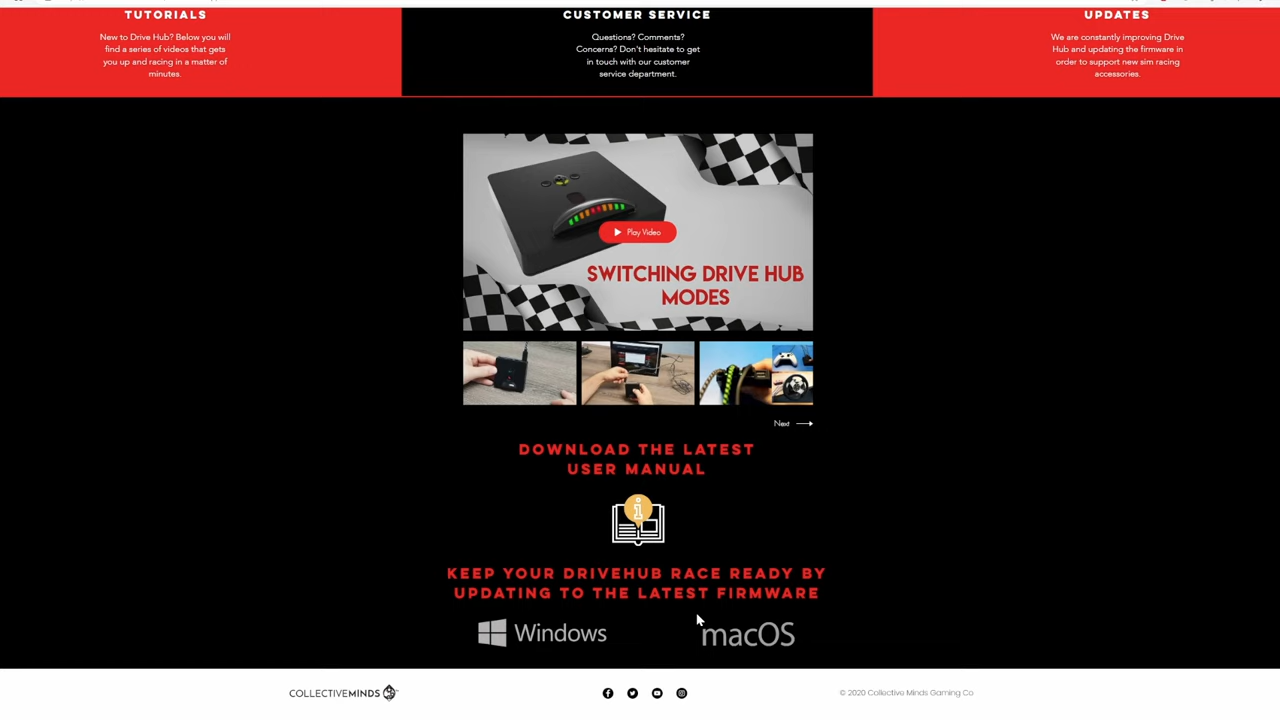 TUTORIALS
New to Drive Hub? Below you will
find a series of videos that gets
you up and racing in a matter of
minutes.
CUSTOMER SERVICE
Questions? Comments?
Concerns? Don't hesitate to get
in touch with our customer
service department.
UPDATES
We are constantly improving Drive
Hub and updating the firmware in
order to support new sim racing
accessories.
Play Video
SWITCHING DRIVE HUB
MODES
Next
DOWNLOAD THE LATEST
USER MANUAL
i
KEEP YOUR DRIVEHUB RACE READY BY
UPDATING TO THE LATEST FIRMWARE
Windows
macOS
COLLECTIVEMINDS
© 2020 Collective Minds Gaming Co